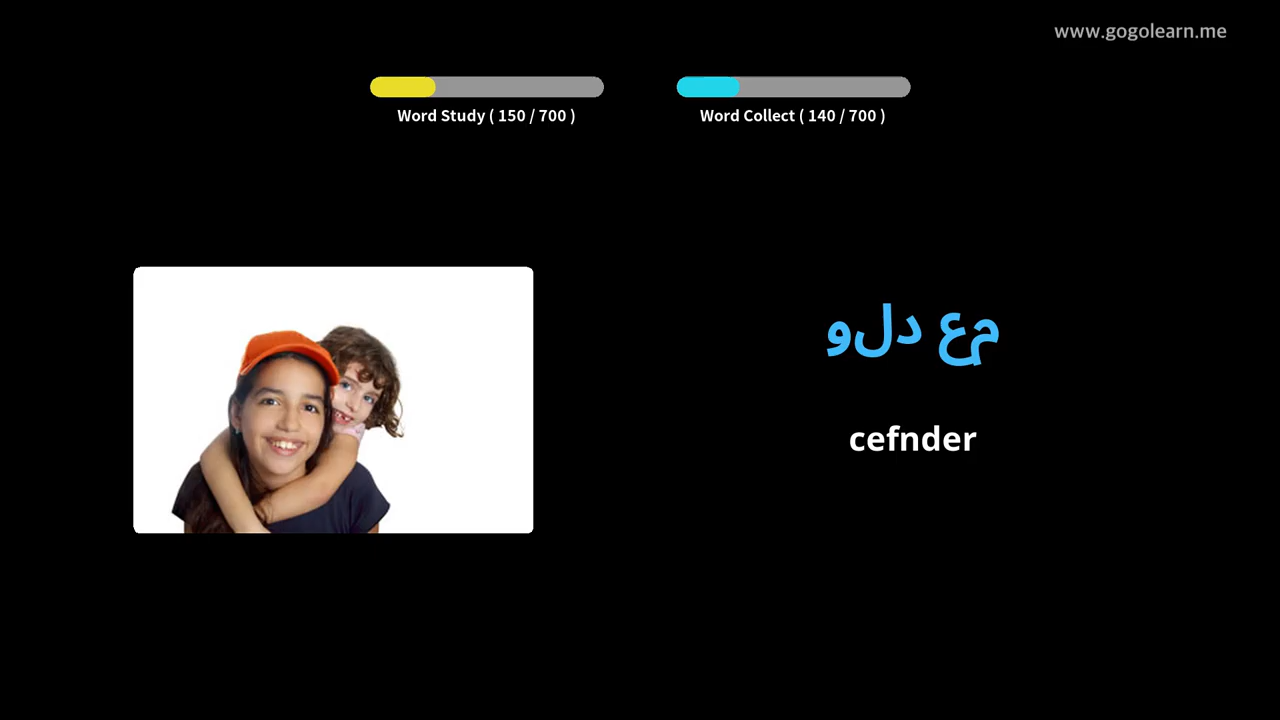 www.gogolearn.me
Word Study ( 150 / 700 )
Word Collect ( 140 / 700 )
ولد عم
cefnder